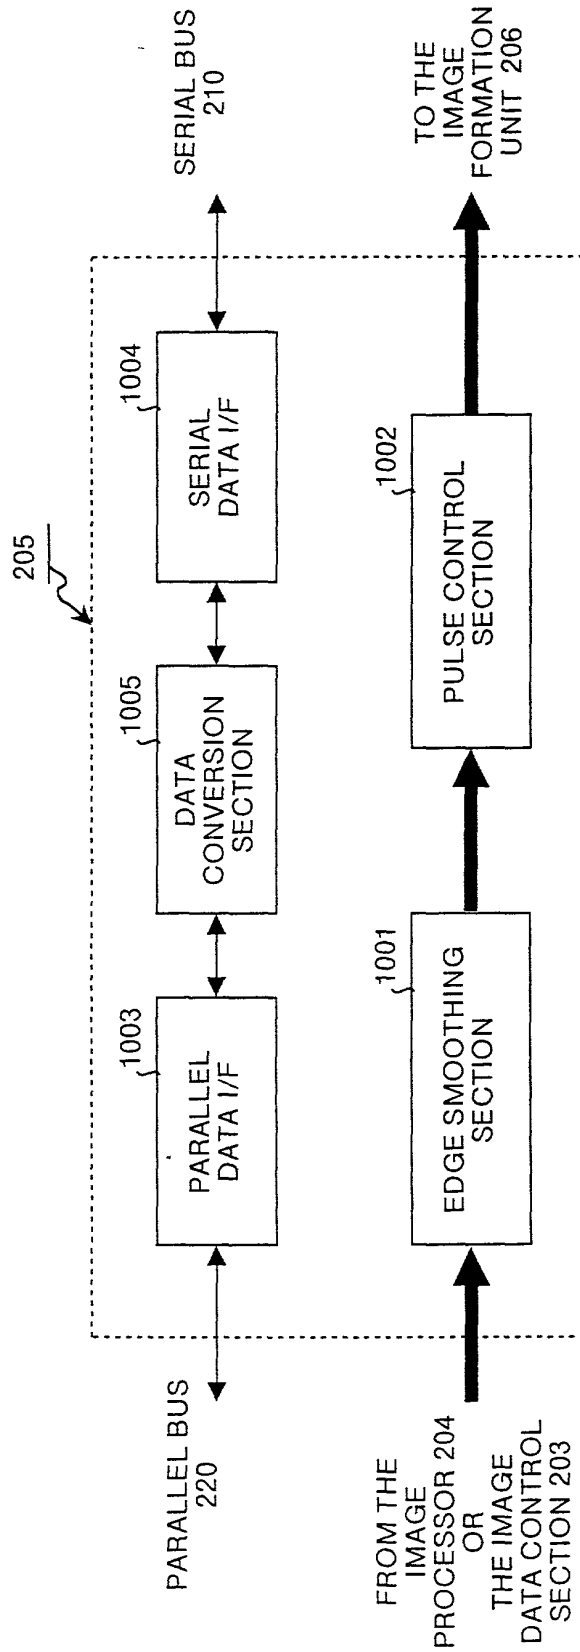 205
PARALLEL BUS
220
1003
PARALLEL
DATA I/F
1005
DATA
CONVERSION
SECTION
1004
SERIAL
DATA I/F
SERIAL BUS
210
FROM THE
IMAGE
PROCESSOR 204
OR
THE IMAGE
DATA CONTROL
SECTION 203
1001
EDGE SMOOTHING
SECTION
1002
PULSE CONTROL
SECTION
TO THE
IMAGE
FORMATION
UNIT 206